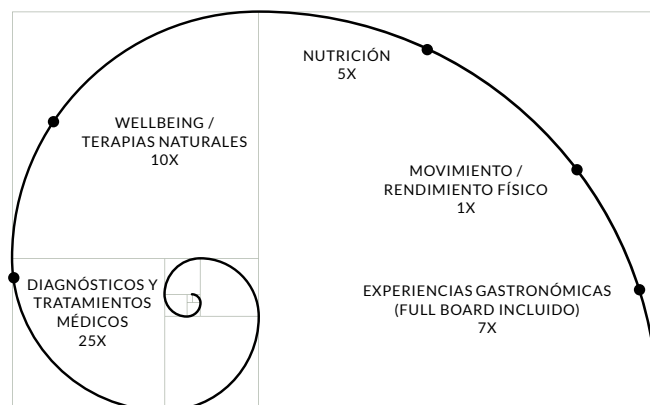 NUTRICIÓN
5X
WELLBEING /
TERAPIAS NATURALES
10X
MOVIMIENTO /
RENDIMIENTO FÍSICO
1X
DIAGNÓSTICOS Y
TRATAMIENTOS
MÉDICOS
25X
EXPERIENCIAS GASTRONÓMICAS
(FULL BOARD INCLUIDO)
7X